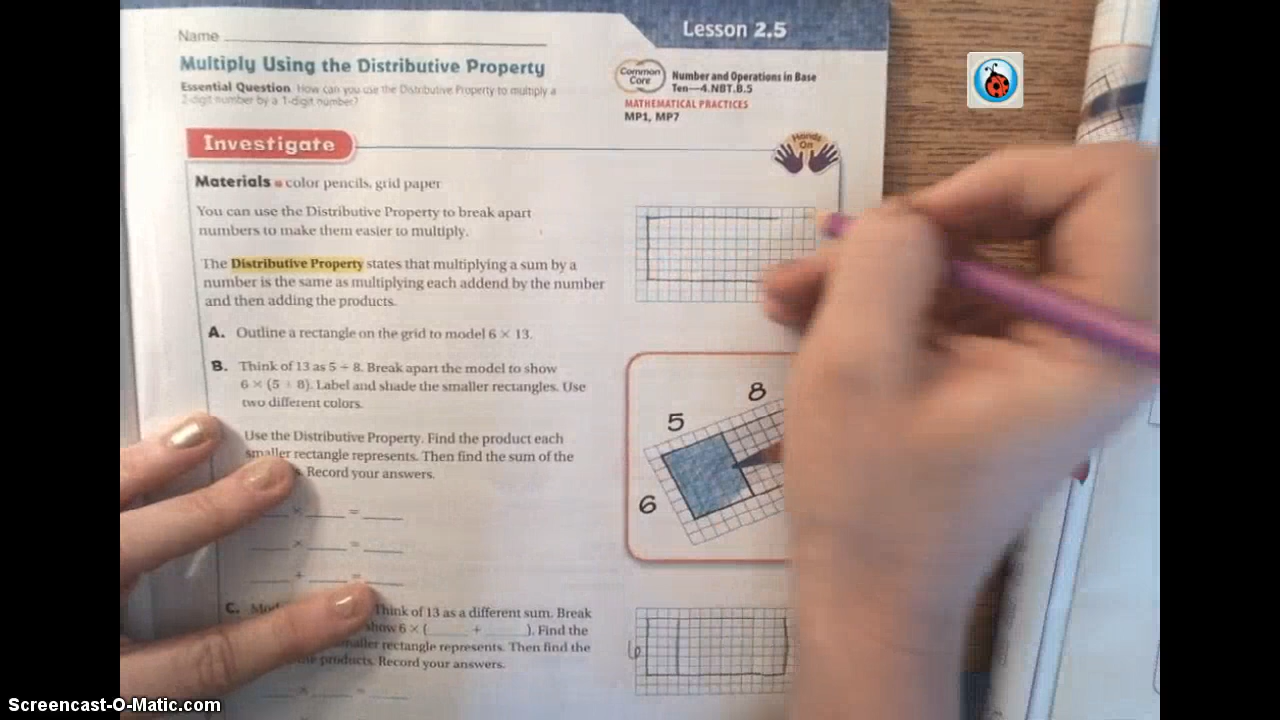 Lesson 2.5
Name
Multiply Using the Distributive Property
Essential Question How can you use the Distributive Property to multiply a
2-digit number by a 1-digit number?
Common
Core
Number and Operations in Base
Ten—4.NBT.B.5
MATHEMATICAL PRACTICES
MP1, MP7
Investigate
Hands
On
Materials ■ color pencils, grid paper
You can use the Distributive Property to break apart
numbers to make them easier to multiply.
The Distributive Property states that multiplying a sum by a
number is the same as multiplying each addend by the number
and then adding the products.
A. Outline a rectangle on the grid to model 6 × 13.
B. Think of 13 as 5 + 8. Break apart the model to show
6 × (5 + 8). Label and shade the smaller rectangles. Use
two different colors.
Use the Distributive Property. Find the product each
smaller rectangle represents. Then find the sum of the
Record your answers.
× =
× =
+ =
5
8
6
C. Think of 13 as a different sum. Break
show 6 × ( + ). Find the
smaller rectangle represents. Then find the
products. Record your answers.
× =
6
Screencast-O-Matic.com